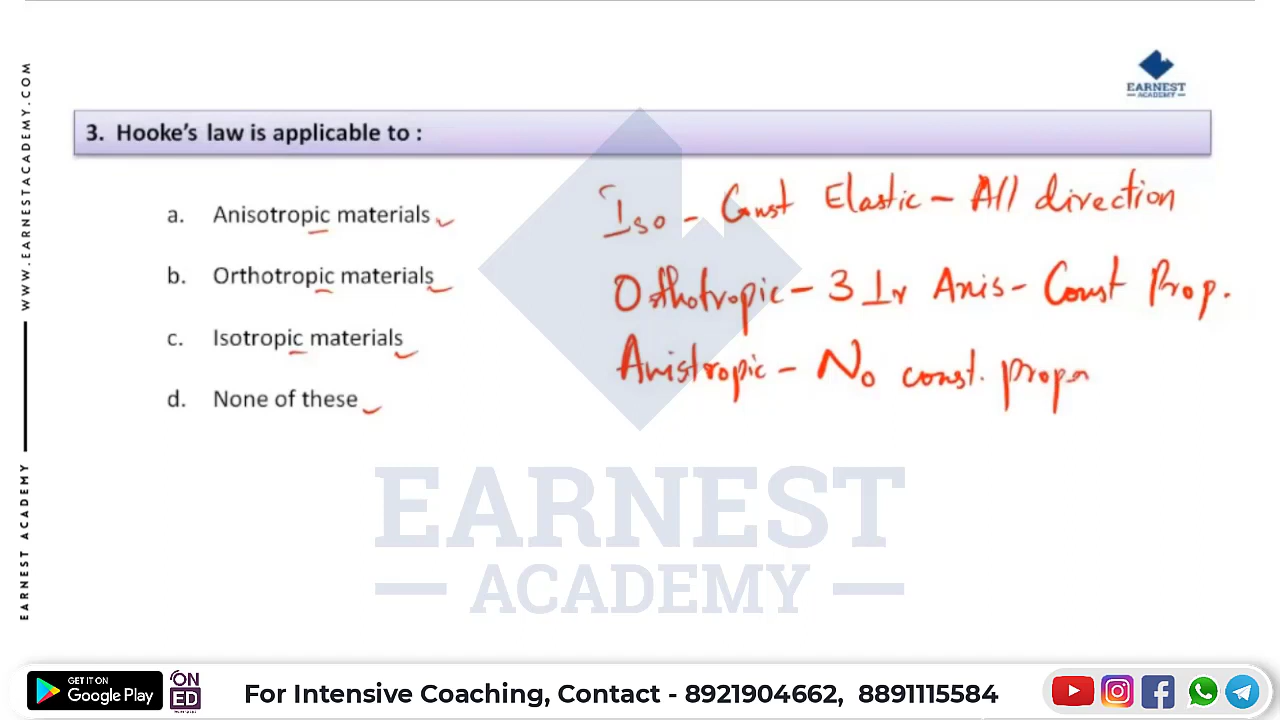 WWW.EARNESTACADEMY.COM
EARNEST ACADEMY
EARNEST
ACADEMY
3. Hooke's law is applicable to :
a. Anisotropic materials
b. Orthotropic materials
c. Isotropic materials
d. None of these
Iso - Const Elastic - All direction
Orthotropic - 3 ⊥r Axis - Const Prop.
Anistropic - No const. prope
EARNEST
ACADEMY
GET IT ON
Google Play
ON
ED
For Intensive Coaching, Contact - 8921904662, 8891115584